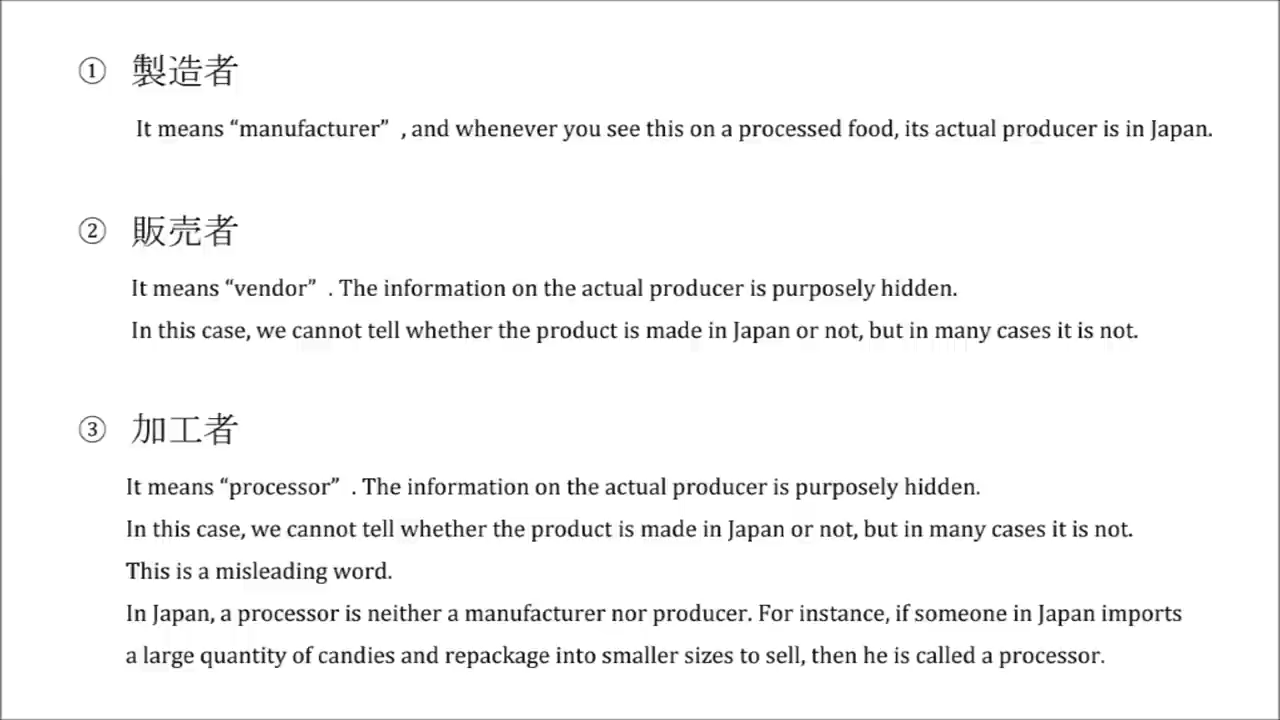 ① 製造者
It means “manufacturer” , and whenever you see this on a processed food, its actual producer is in Japan.
② 販売者
It means “vendor” . The information on the actual producer is purposely hidden.
In this case, we cannot tell whether the product is made in Japan or not, but in many cases it is not.
③ 加工者
It means “processor” . The information on the actual producer is purposely hidden.
In this case, we cannot tell whether the product is made in Japan or not, but in many cases it is not.
This is a misleading word.
In Japan, a processor is neither a manufacturer nor producer. For instance, if someone in Japan imports
a large quantity of candies and repackage into smaller sizes to sell, then he is called a processor.